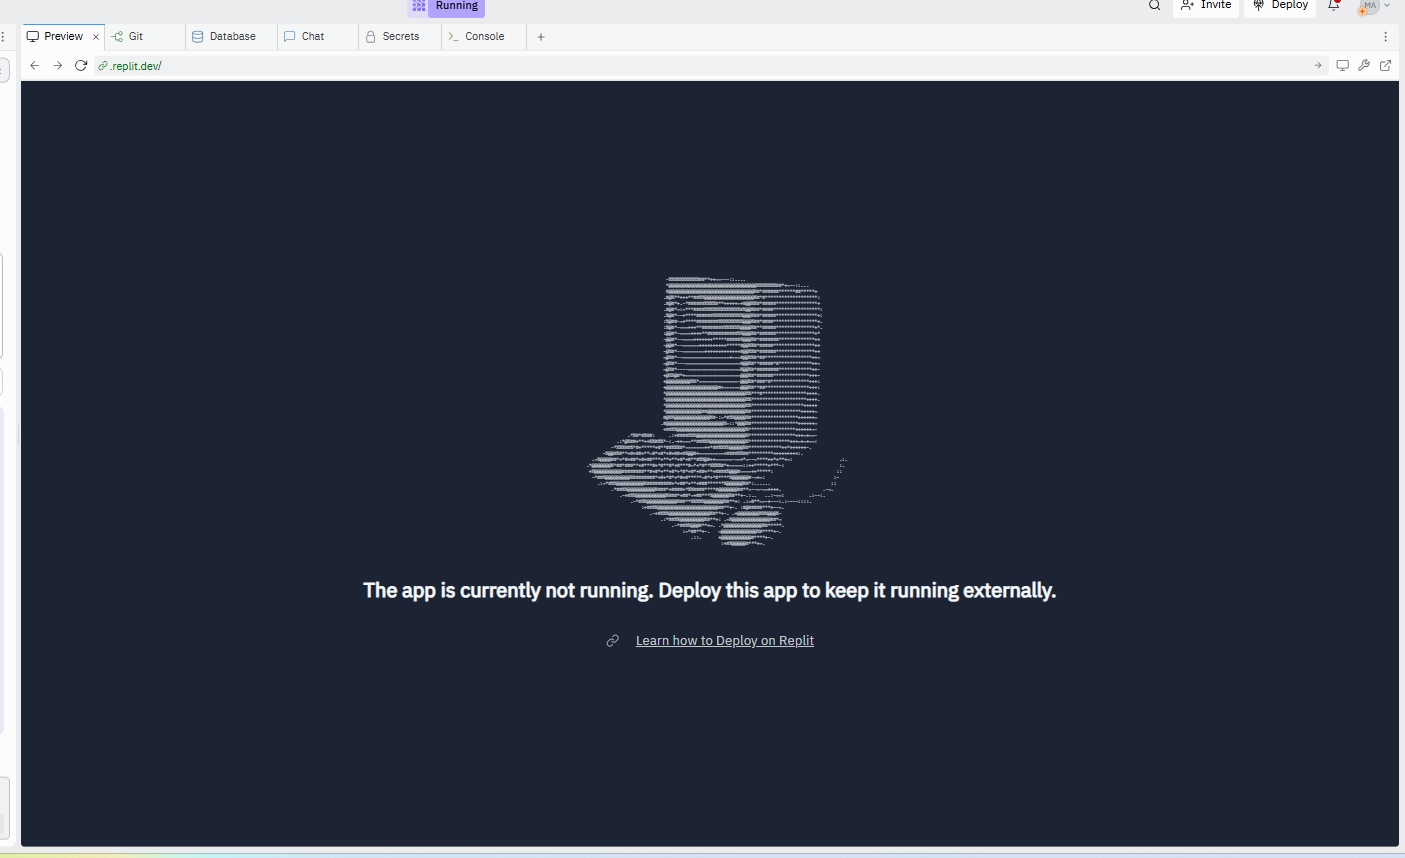 Running
Invite
Deploy
MA
Preview
Git
Database
Chat
Secrets
Console
.replit.dev/
The app is currently not running. Deploy this app to keep it running externally.
Learn how to Deploy on Replit